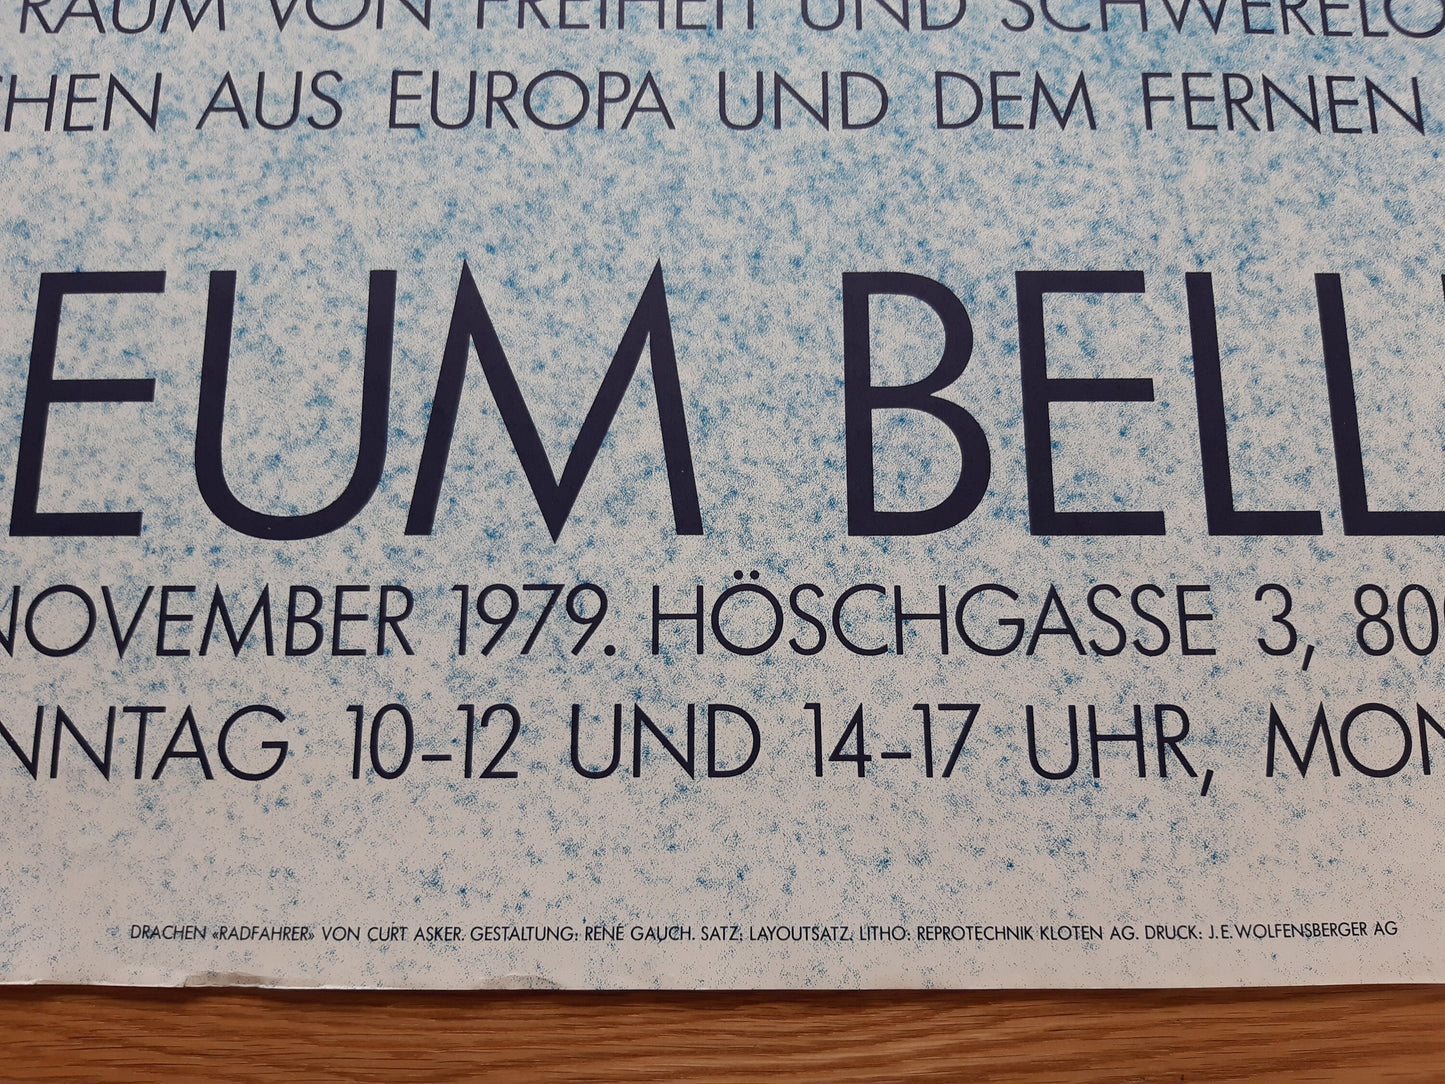 RAUM VON FREIHEIT UND SCHWERELO
CHEN AUS EUROPA UND DEM FERNEN
EUM BELL
NOVEMBER 1979. HÖSCHGASSE 3, 80
NNTAG 10–12 UND 14–17 UHR, MON
DRACHEN «RADFAHRER» VON CURT ASKER. GESTALTUNG: RENÉ GAUCH. SATZ: LAYOUTSATZ. LITHO: REPROTECHNIK KLOTEN AG. DRUCK: J.E. WOLFENSBERGER AG